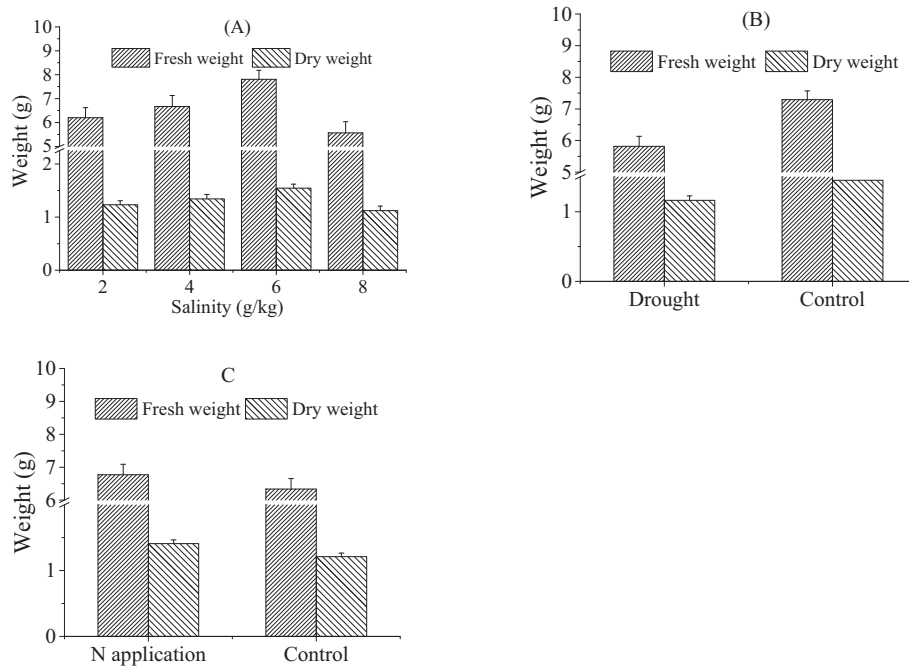 (A)
10
9
8
7
6
5
2
1
0
Weight (g)
Fresh weight Dry weight
2 4 6 8
Salinity (g/kg)
(B)
10
9
8
7
6
5
1
0
Weight (g)
Fresh weight Dry weight
Drought Control
C
10
9
8
7
6
1
0
Weight (g)
Fresh weight Dry weight
N application Control